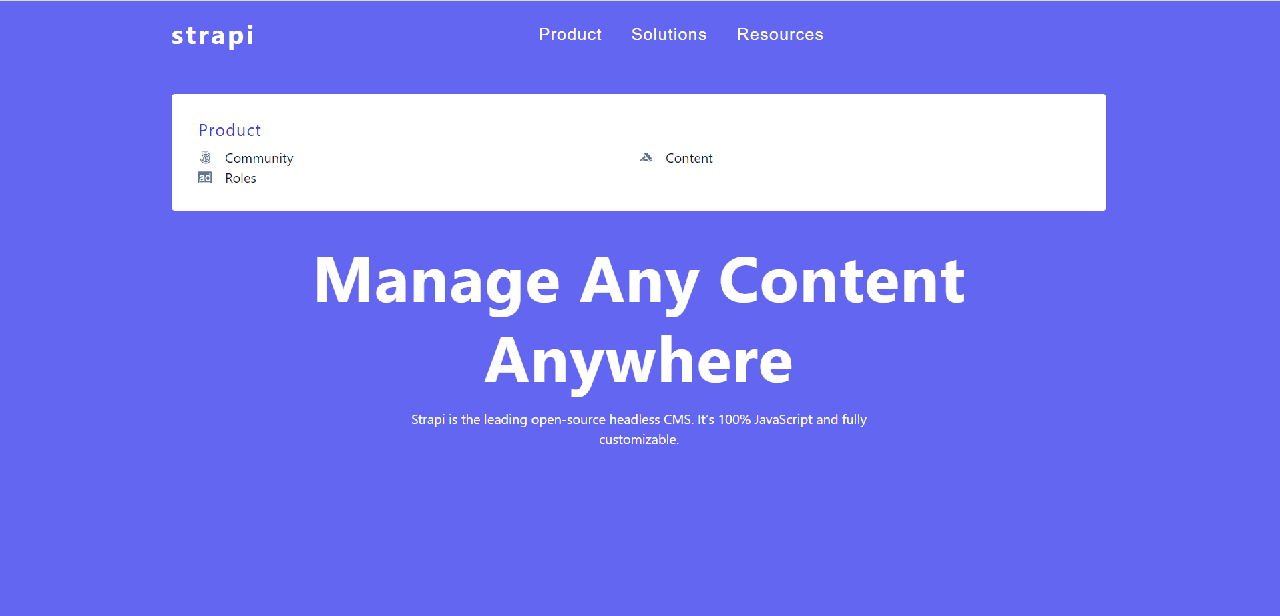 strapi
Product Solutions Resources
Product
Community
Content
Roles
Manage Any Content
Anywhere
Strapi is the leading open-source headless CMS. It's 100% JavaScript and fully
customizable.